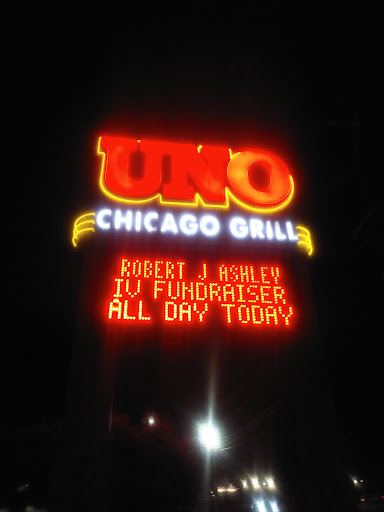 UNO
CHICAGO GRILL
ROBERT J ASHLEY
IV FUNDRAISER
ALL DAY TODAY